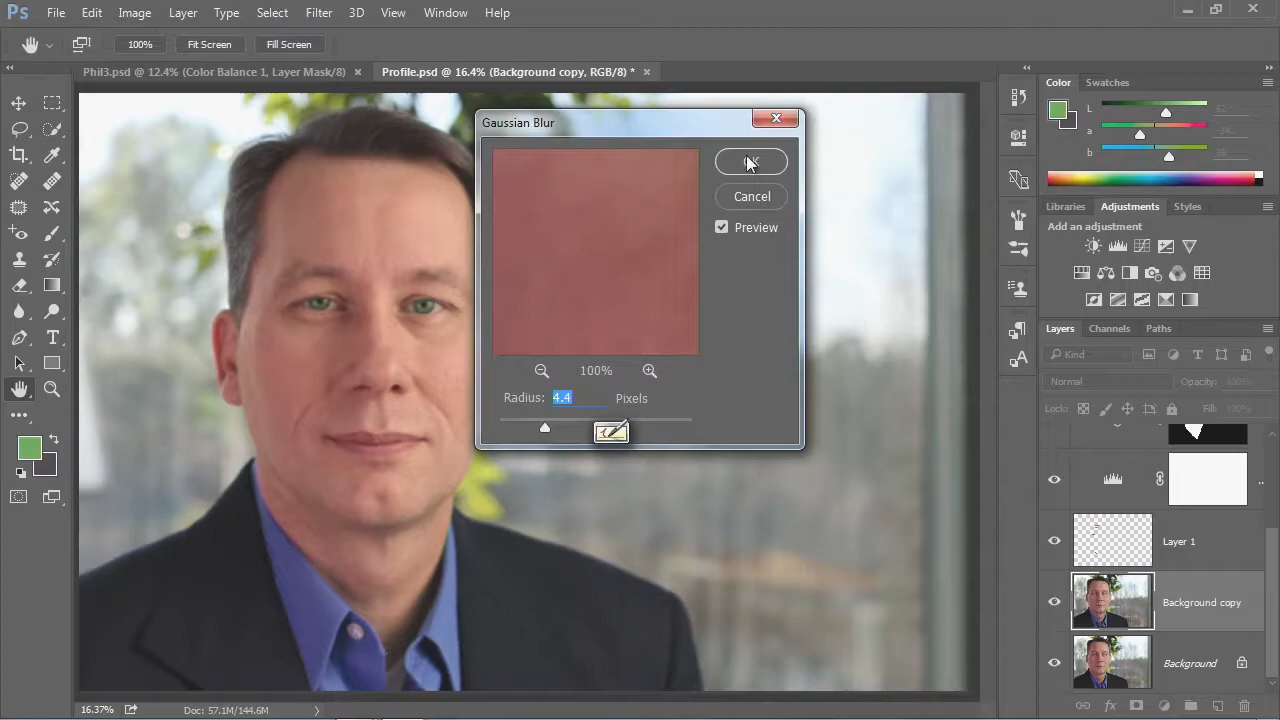 Ps File Edit Image Layer Type Select Filter 3D View Window Help
100% Fit Screen Fill Screen
Phil3.psd @ 12.4% (Color Balance 1, Layer Mask/8) × Profile.psd @ 16.4% (Background copy, RGB/8) * ×
Gaussian Blur
OK
Cancel
Preview
100%
Radius: 4.4 Pixels
Color Swatches
L
a
b
Libraries Adjustments Styles
Add an adjustment
Layers Channels Paths
Kind
Normal Opacity: 100%
Lock: Fill: 100%
Layer 1
Background copy
Background
16.37% Doc: 57.1M/144.6M